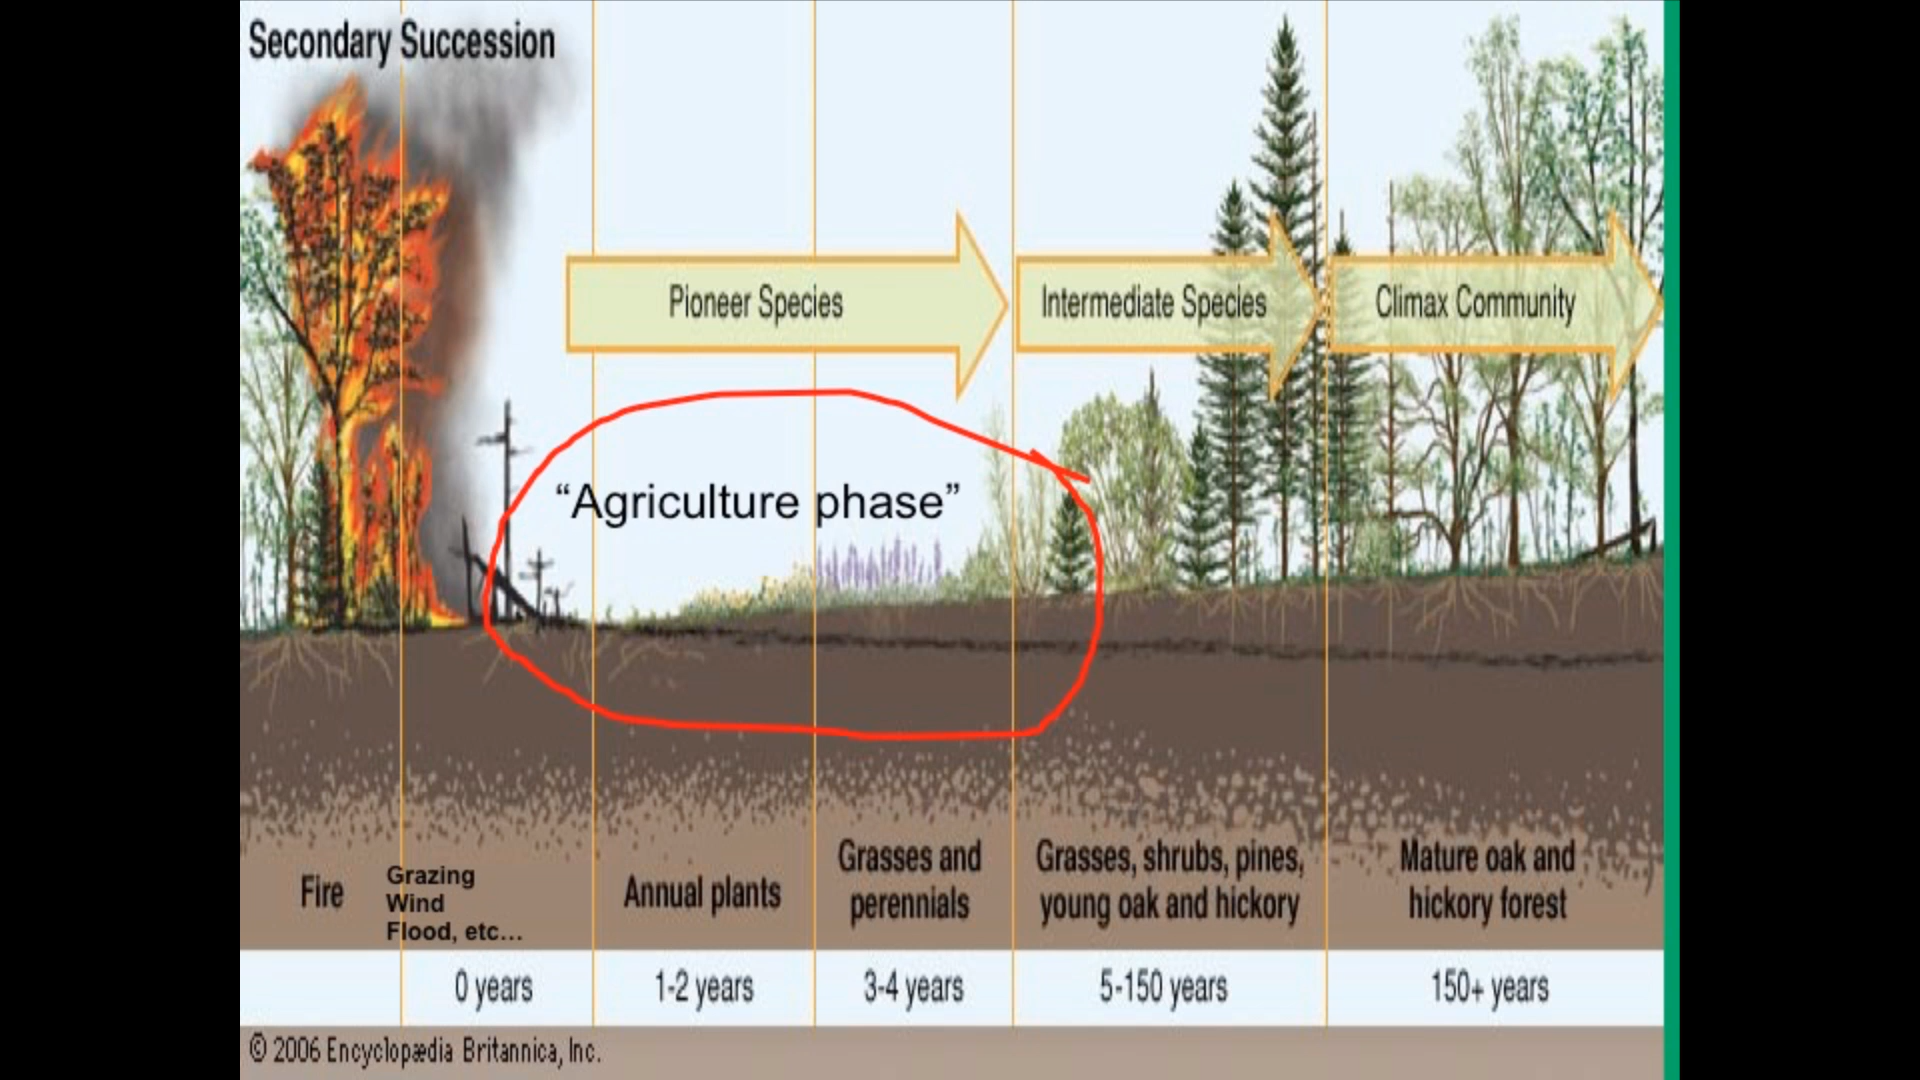 Secondary Succession
Pioneer Species
Intermediate Species
Climax Community
“Agriculture phase”
Fire
Grazing
Wind
Flood, etc...
Annual plants
Grasses and
perennials
Grasses, shrubs, pines,
young oak and hickory
Mature oak and
hickory forest
0 years
1-2 years
3-4 years
5-150 years
150+ years
© 2006 Encyclopædia Britannica, Inc.